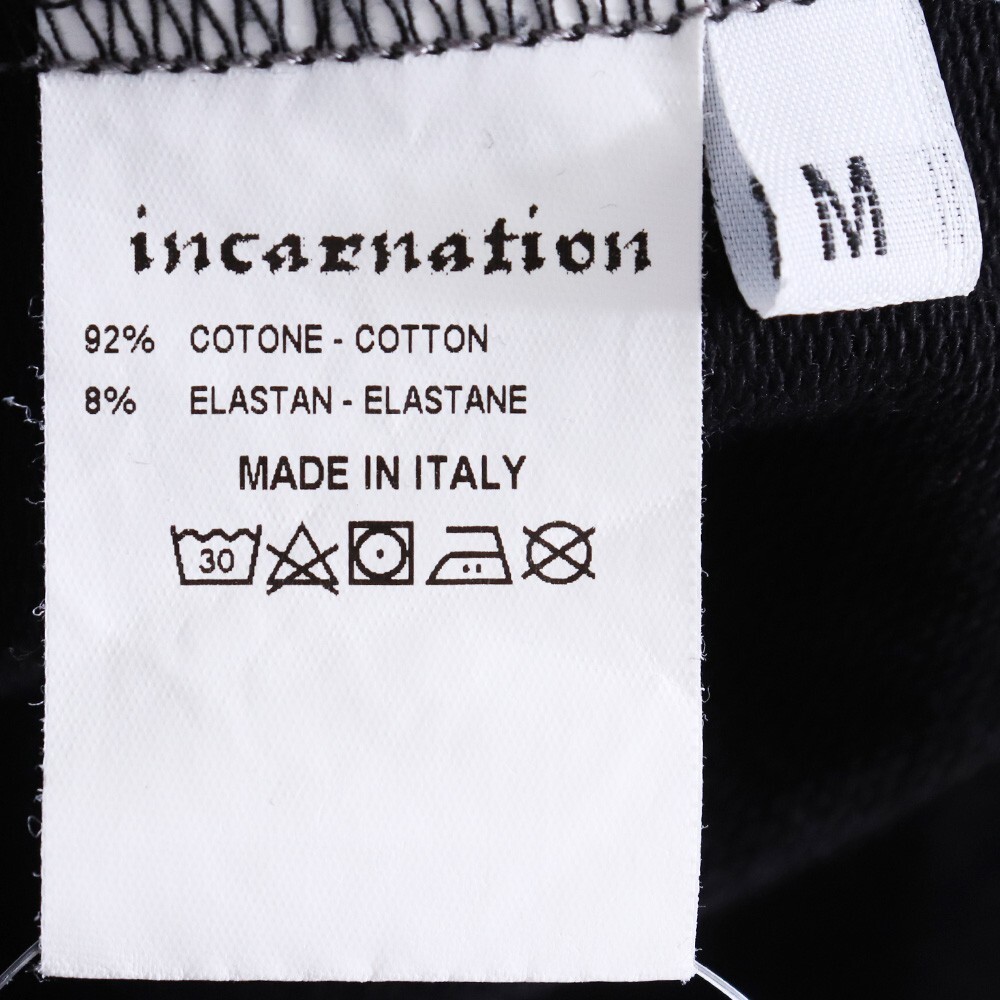 incarnation
M
92% COTONE - COTTON
8% ELASTAN - ELASTANE
MADE IN ITALY
30